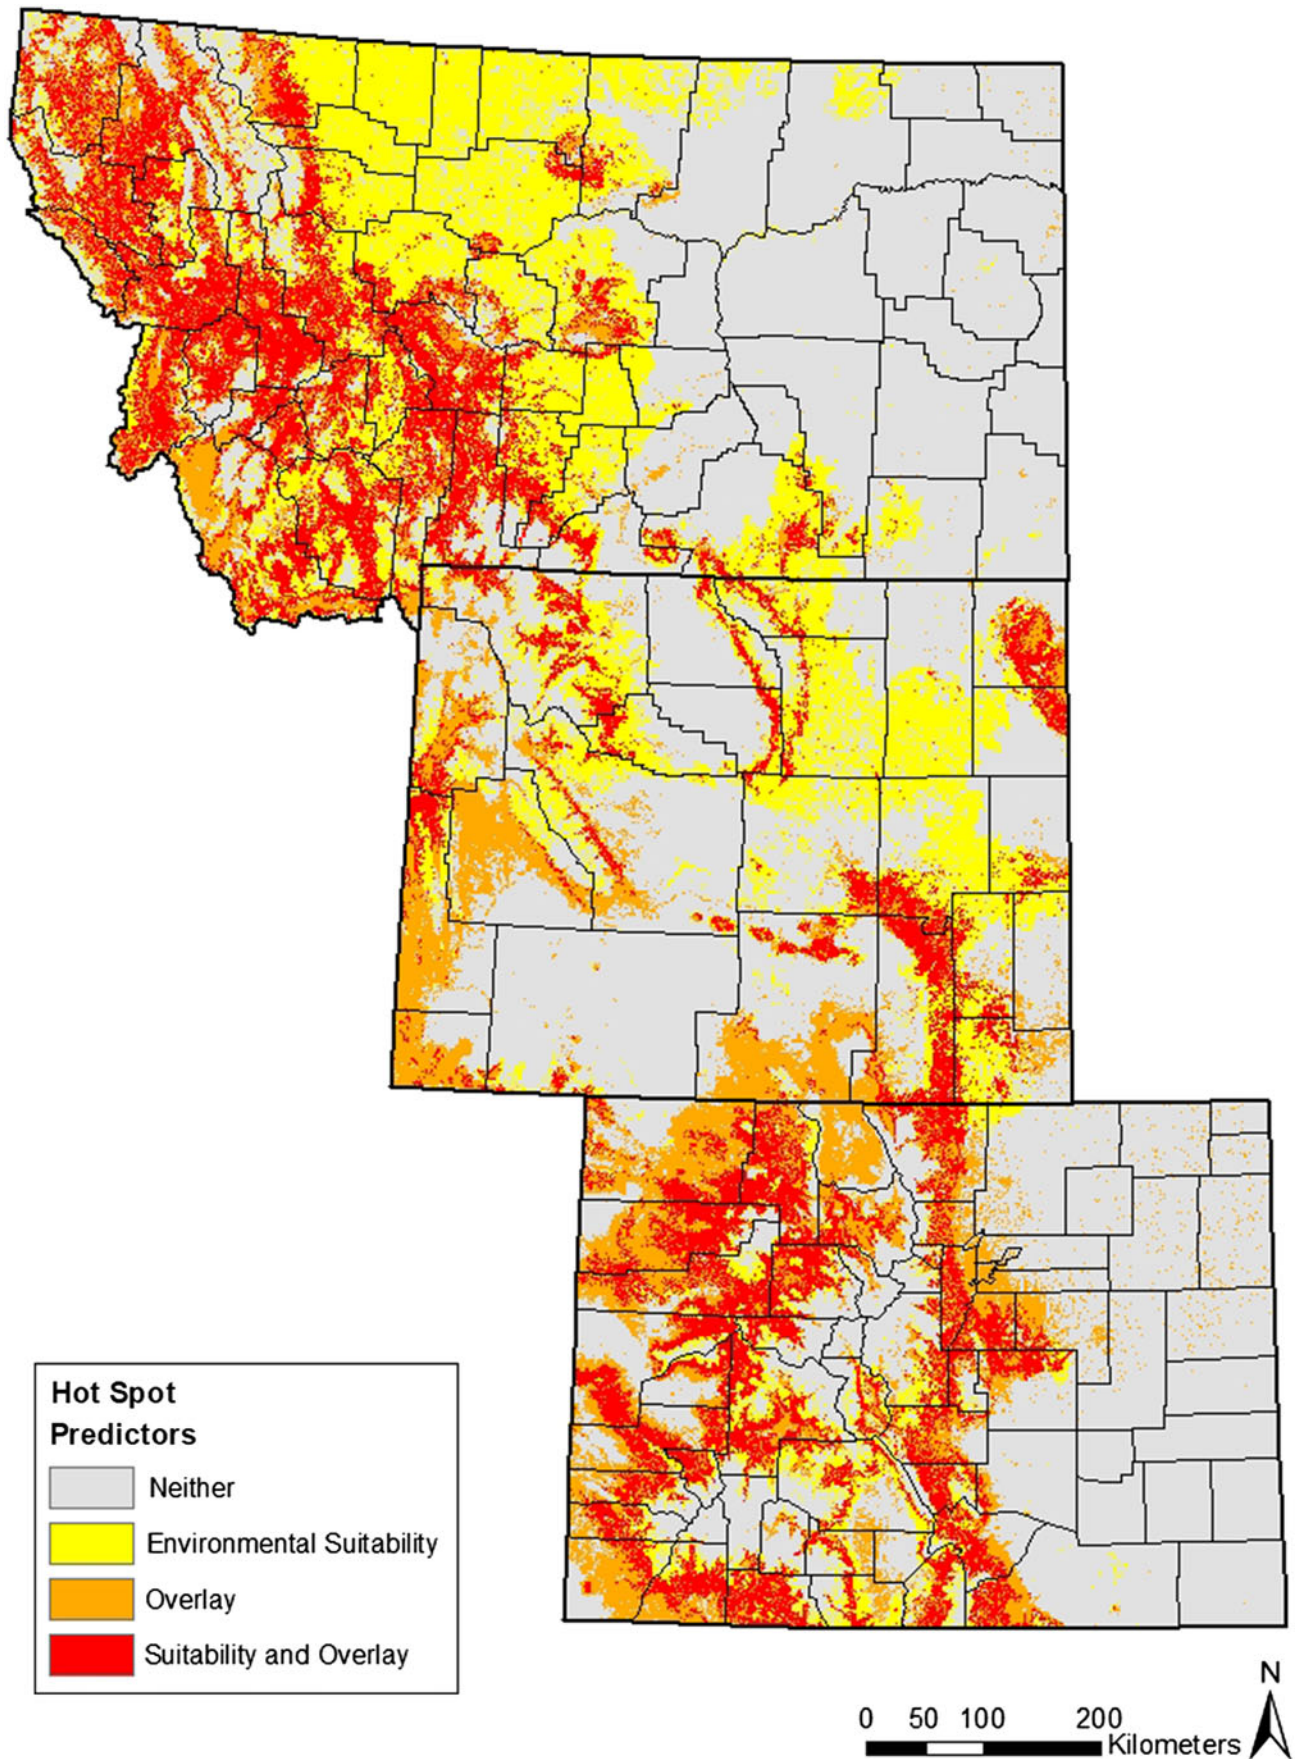 Hot Spot
Predictors
Neither
Environmental Suitability
Overlay
Suitability and Overlay
N
0 50 100 200
Kilometers